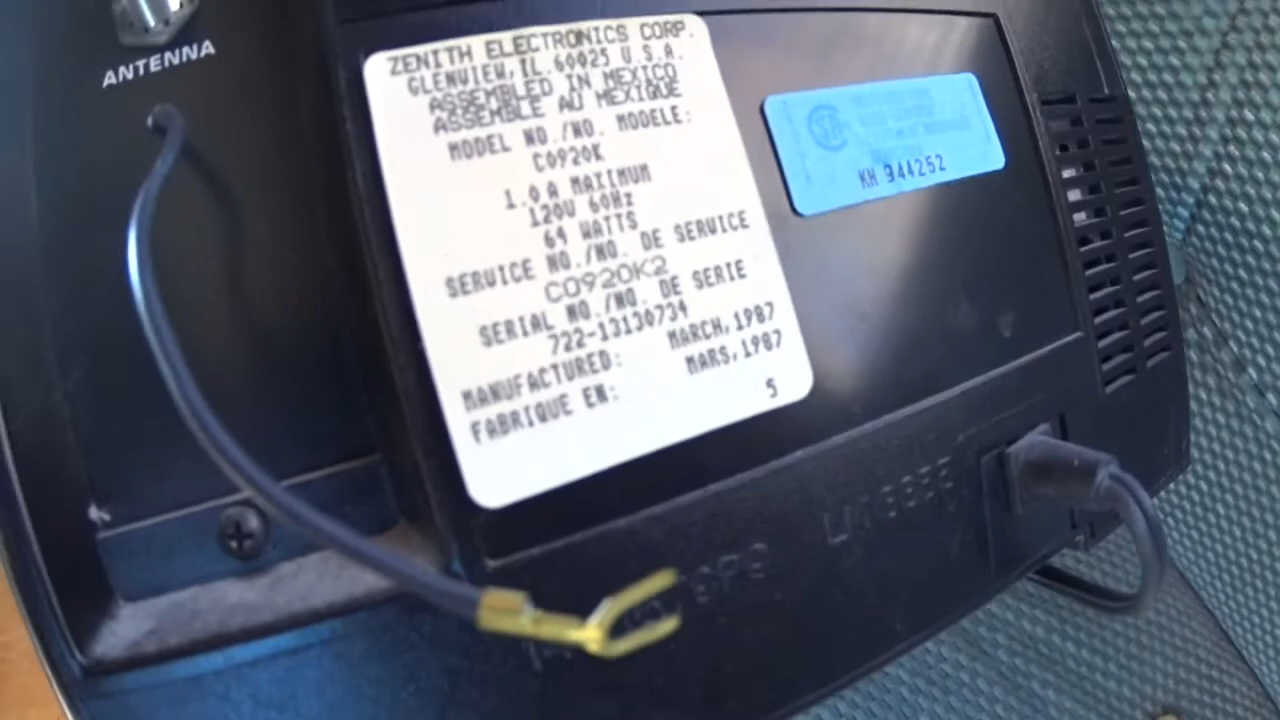 ANTENNA
ZENITH ELECTRONICS CORP.
GLENVIEW, IL. 60025 U.S.A.
ASSEMBLED IN MEXICO
ASSEMBLE AU MEXIQUE
MODEL NO./NO. MODELE:
C0920K
1.0 A MAXIMUM
120V 60Hz
64 WATTS
SERVICE NO./NO. DE SERVICE
C0920K2
SERIAL NO./NO. DE SERIE
722-13130734
MANUFACTURED: MARCH,1987
FABRIQUE EN: MARS,1987
5
KH 944252